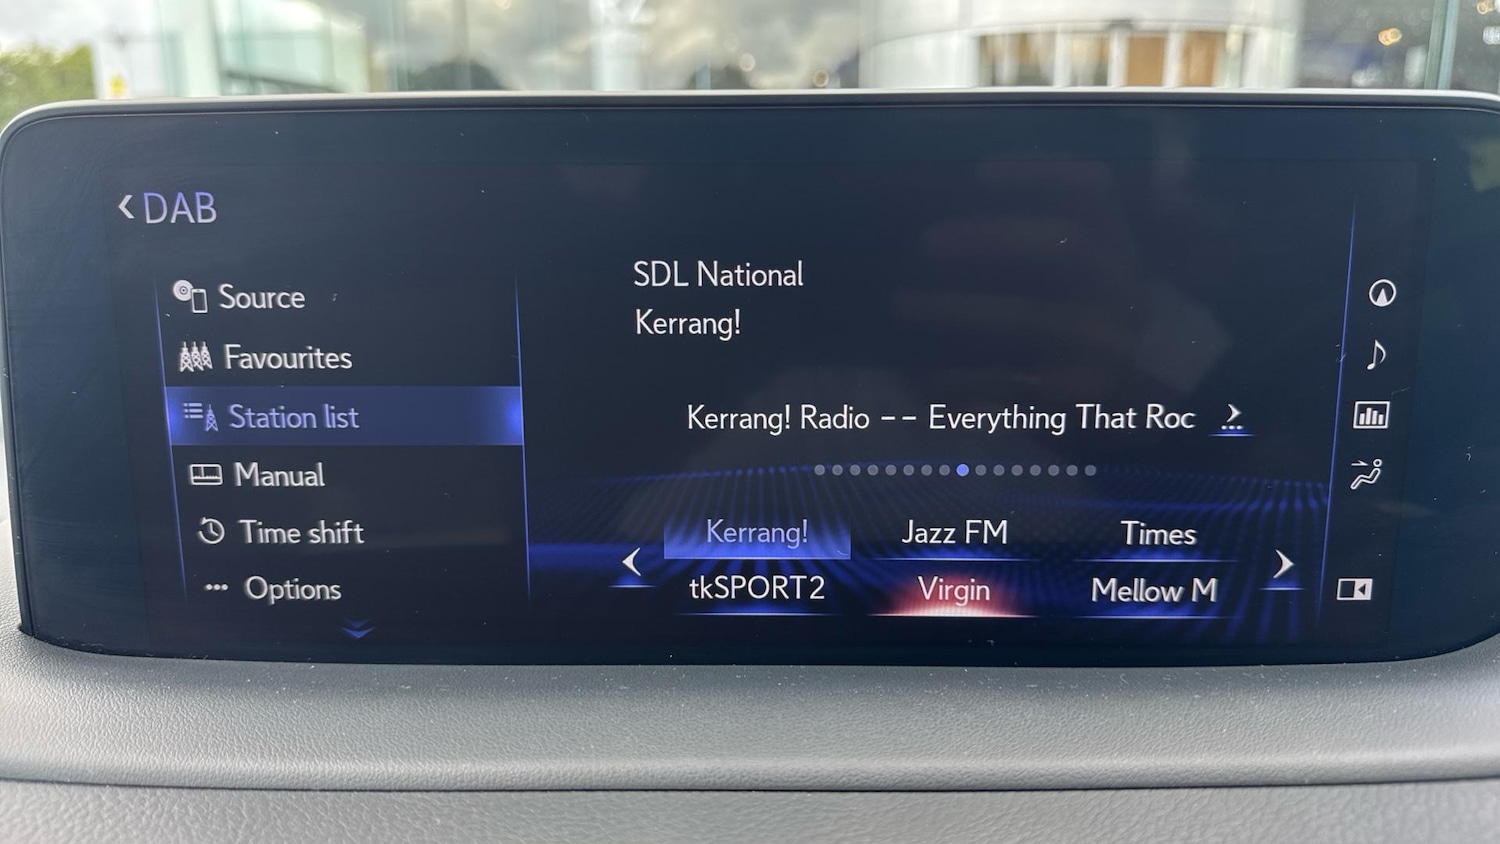 DAB
Source
Favourites
Station list
Manual
Time shift
Options
SDL National
Kerrang!
Kerrang! Radio -- Everything That Roc
Kerrang! Jazz FM Times
tkSPORT2 Virgin Mellow M